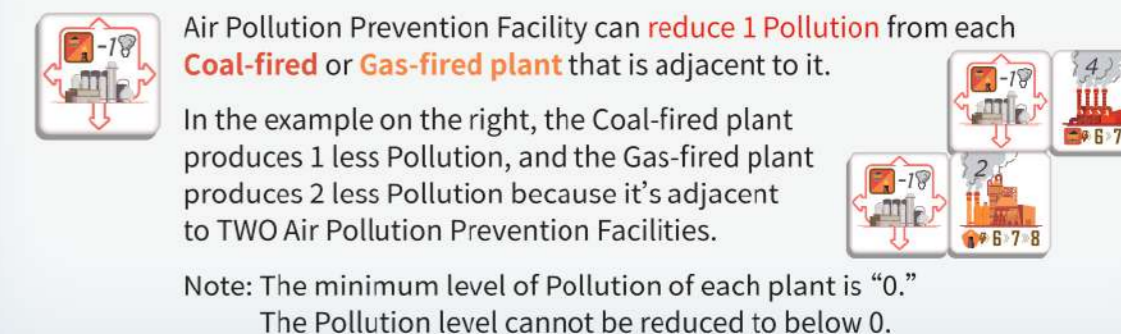 -1
Air Pollution Prevention Facility can reduce 1 Pollution from each
Coal-fired or Gas-fired plant that is adjacent to it.
In the example on the right, the Coal-fired plant
produces 1 less Pollution, and the Gas-fired plant
produces 2 less Pollution because it’s adjacent
to TWO Air Pollution Prevention Facilities.
Note: The minimum level of Pollution of each plant is “0.”
The Pollution level cannot be reduced to below 0.
-1
4
6 7
-1
2
6 7 8